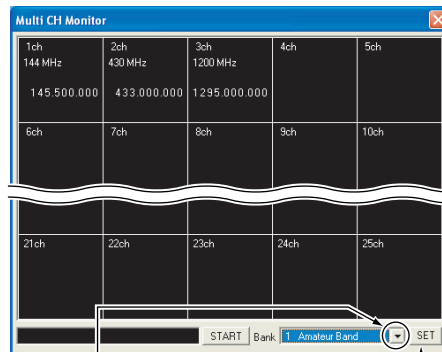 Multi CH Monitor
1ch 2ch 3ch 4ch 5ch
144 MHz 430 MHz 1200 MHz
145.500.000 433.000.000 1295.000.000
6ch 7ch 8ch 9ch 10ch
21ch 22ch 23ch 24ch 25ch
START Bank 1 Amateur Band SET